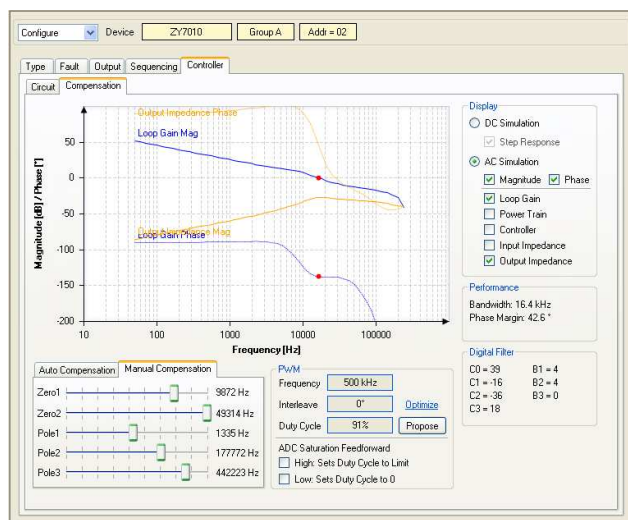 Configure Device ZY7010 Group A Addr = 02
Type Fault Output Sequencing Controller
Circuit Compensation
Output Impedance Phase
Loop Gain Mag
Output Impedance Mag
Loop Gain Phase
Magnitude [dB] / Phase [°]
50
0
-50
-100
-150
-200
10 100 1000 10000 100000
Frequency [Hz]
Display
DC Simulation
Step Response
AC Simulation
Magnitude Phase
Loop Gain
Power Train
Controller
Input Impedance
Output Impedance
Performance
Bandwidth: 16.4 kHz
Phase Margin: 42.6 °
Digital Filter
C0 = 39 B1 = 4
C1 = -16 B2 = 4
C2 = -36 B3 = 0
C3 = 18
Auto Compensation Manual Compensation
Zero1 9872 Hz
Zero2 49314 Hz
Pole1 1335 Hz
Pole2 177772 Hz
Pole3 442223 Hz
PWM
Frequency 500 kHz
Interleave 0° Optimize
Duty Cycle 91% Propose
ADC Saturation Feedforward
High: Sets Duty Cycle to Limit
Low: Sets Duty Cycle to 0